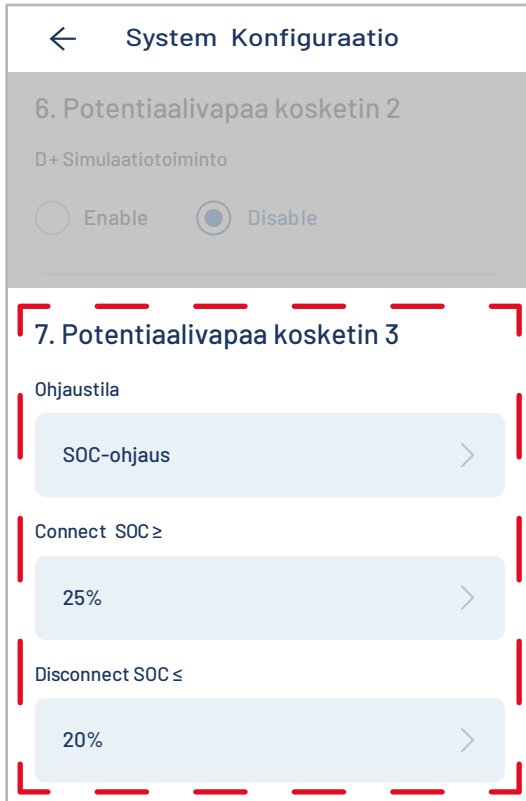 System Konfiguraatio
6. Potentiaalivapaa kosketin 2
D+ Simulaatiotoiminto
Enable Disable
7. Potentiaalivapaa kosketin 3
Ohjaustila
SOC-ohjaus
Connect SOC ≥
25%
Disconnect SOC ≤
20%